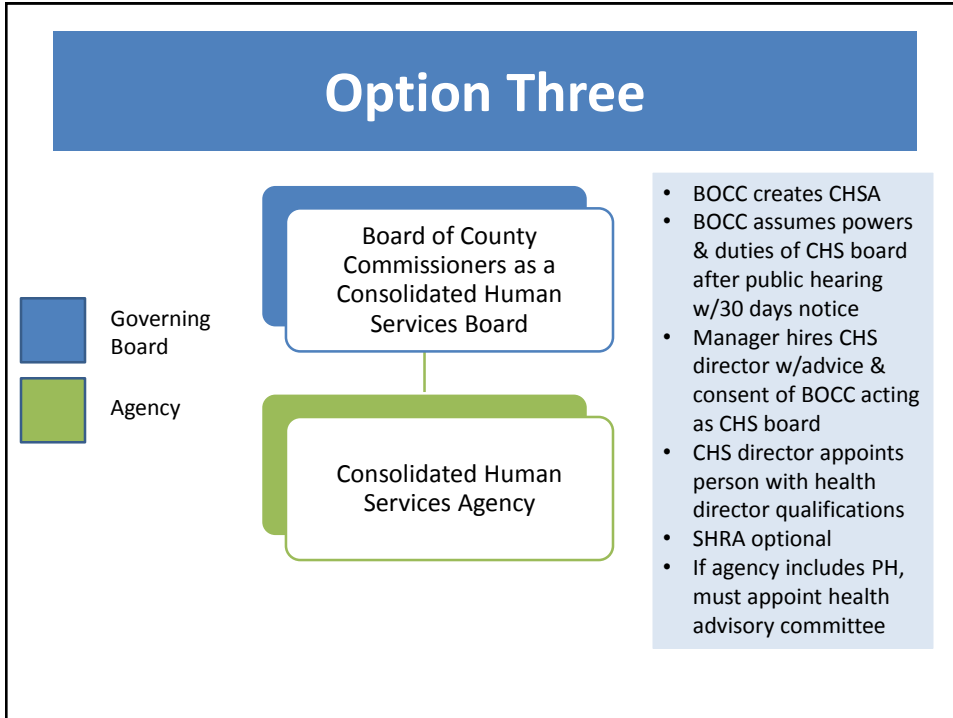 Option Three
Governing
Board
Agency
Board of County
Commissioners as a
Consolidated Human
Services Board
Consolidated Human
Services Agency
• BOCC creates CHSA
• BOCC assumes powers
& duties of CHS board
after public hearing
w/30 days notice
• Manager hires CHS
director w/advice &
consent of BOCC acting
as CHS board
• CHS director appoints
person with health
director qualifications
• SHRA optional
• If agency includes PH,
must appoint health
advisory committee